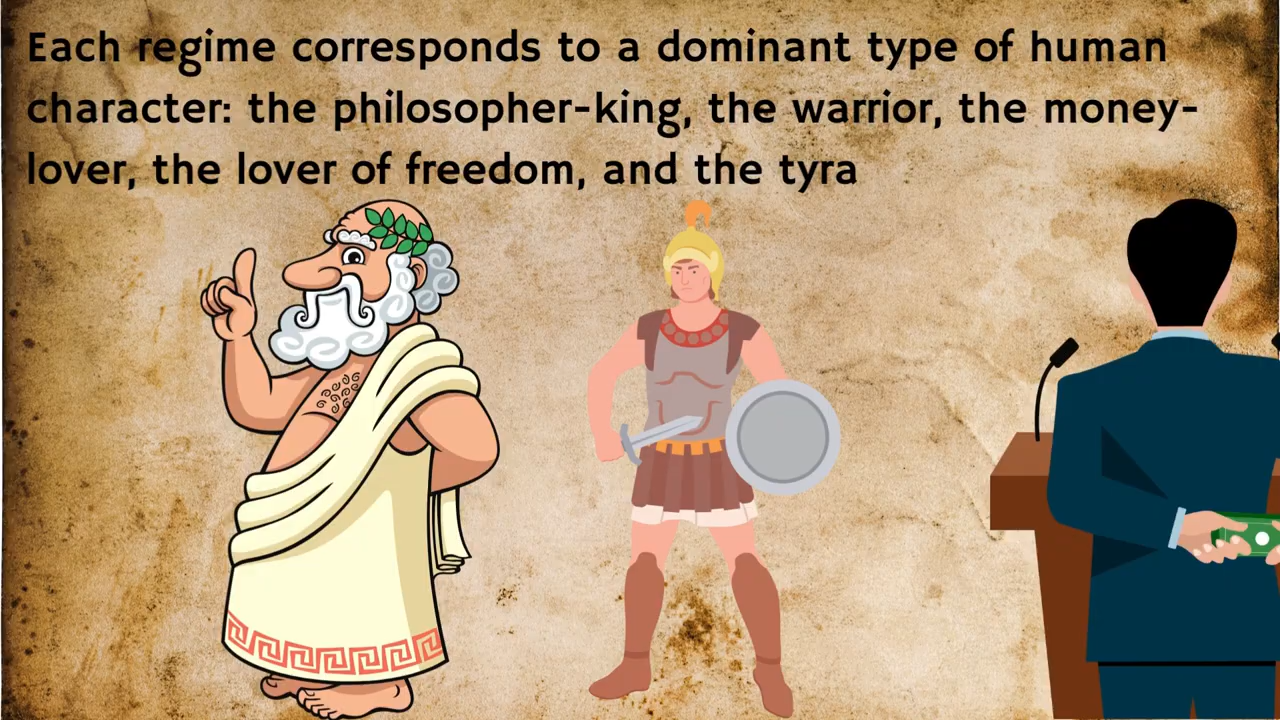 Each regime corresponds to a dominant type of human
character: the philosopher-king, the warrior, the money-
lover, the lover of freedom, and the tyra